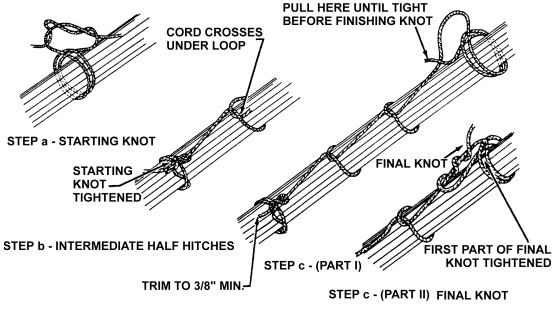 CORD CROSSES
UNDER LOOP
PULL HERE UNTIL TIGHT
BEFORE FINISHING KNOT
STEP a - STARTING KNOT
STARTING
KNOT
TIGHTENED
FINAL KNOT
STEP b - INTERMEDIATE HALF HITCHES
FIRST PART OF FINAL
KNOT TIGHTENED
STEP c - (PART I)
TRIM TO 3/8" MIN.
STEP c - (PART II) FINAL KNOT